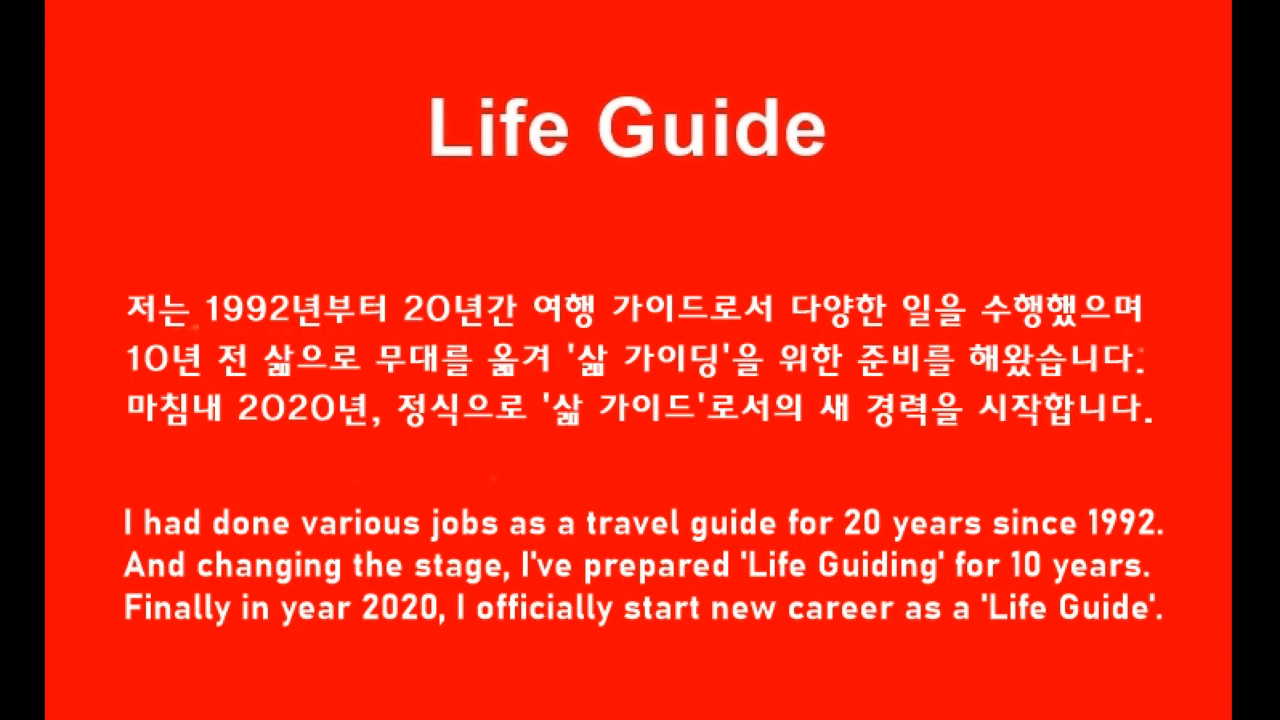 Life Guide
저는 1992년부터 20년간 여행 가이드로서 다양한 일을 수행했으며
10년 전 삶으로 무대를 옮겨 '삶 가이딩'을 위한 준비를 해왔습니다.
마침내 2020년, 정식으로 '삶 가이드'로서의 새 경력을 시작합니다.
I had done various jobs as a travel guide for 20 years since 1992.
And changing the stage, I've prepared 'Life Guiding' for 10 years.
Finally in year 2020, I officially start new career as a 'Life Guide'.